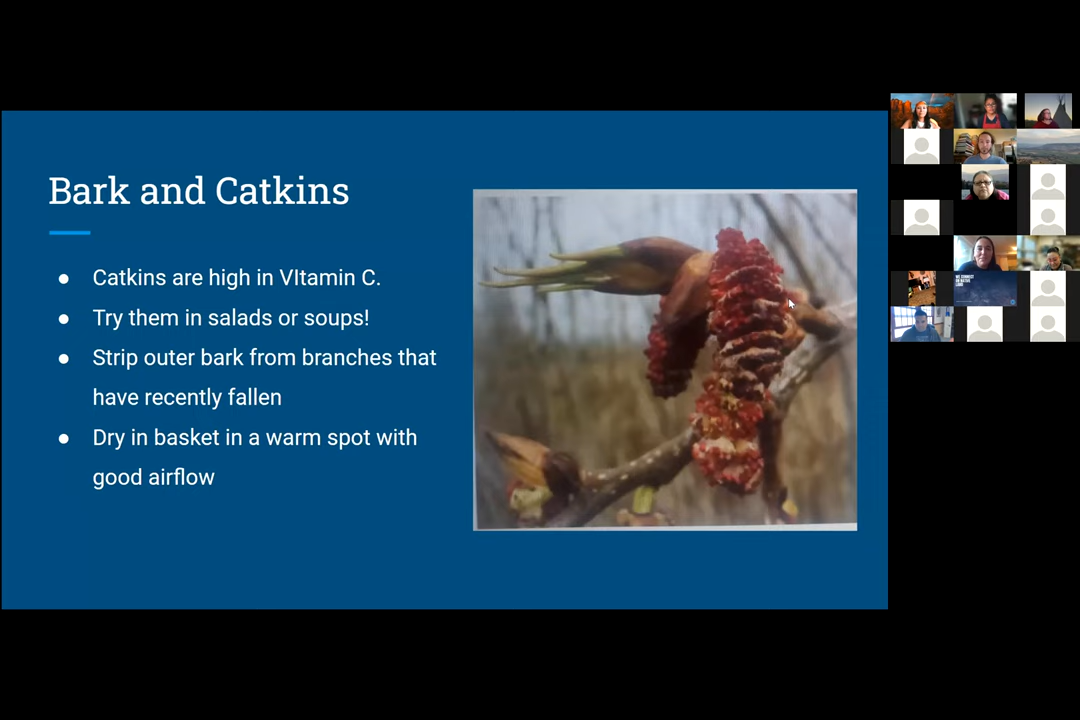 Bark and Catkins
● Catkins are high in VItamin C.
● Try them in salads or soups!
● Strip outer bark from branches that
have recently fallen
● Dry in basket in a warm spot with
good airflow